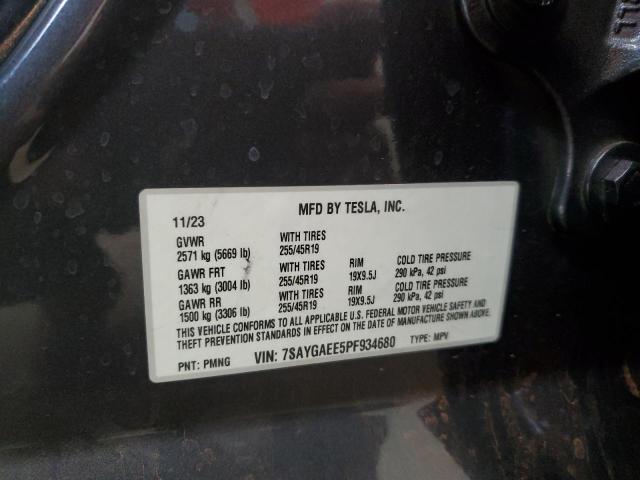 MFD BY TESLA, INC.
11/23
GVWR WITH TIRES
2571 kg (5669 lb) 255/45R19
GAWR FRT WITH TIRES RIM COLD TIRE PRESSURE
1363 kg (3004 lb) 255/45R19 19X9.5J 290 kPa, 42 psi
GAWR RR WITH TIRES RIM COLD TIRE PRESSURE
1500 kg (3306 lb) 255/45R19 19X9.5J 290 kPa, 42 psi
THIS VEHICLE CONFORMS TO ALL APPLICABLE U.S. FEDERAL MOTOR VEHICLE SAFETY AND
THEFT PREVENTION STANDARDS IN EFFECT ON THE DATE OF MANUFACTURE SHOWN ABOVE.
PNT: PMNG VIN: 7SAYGAEE5PF934680 TYPE: MPV